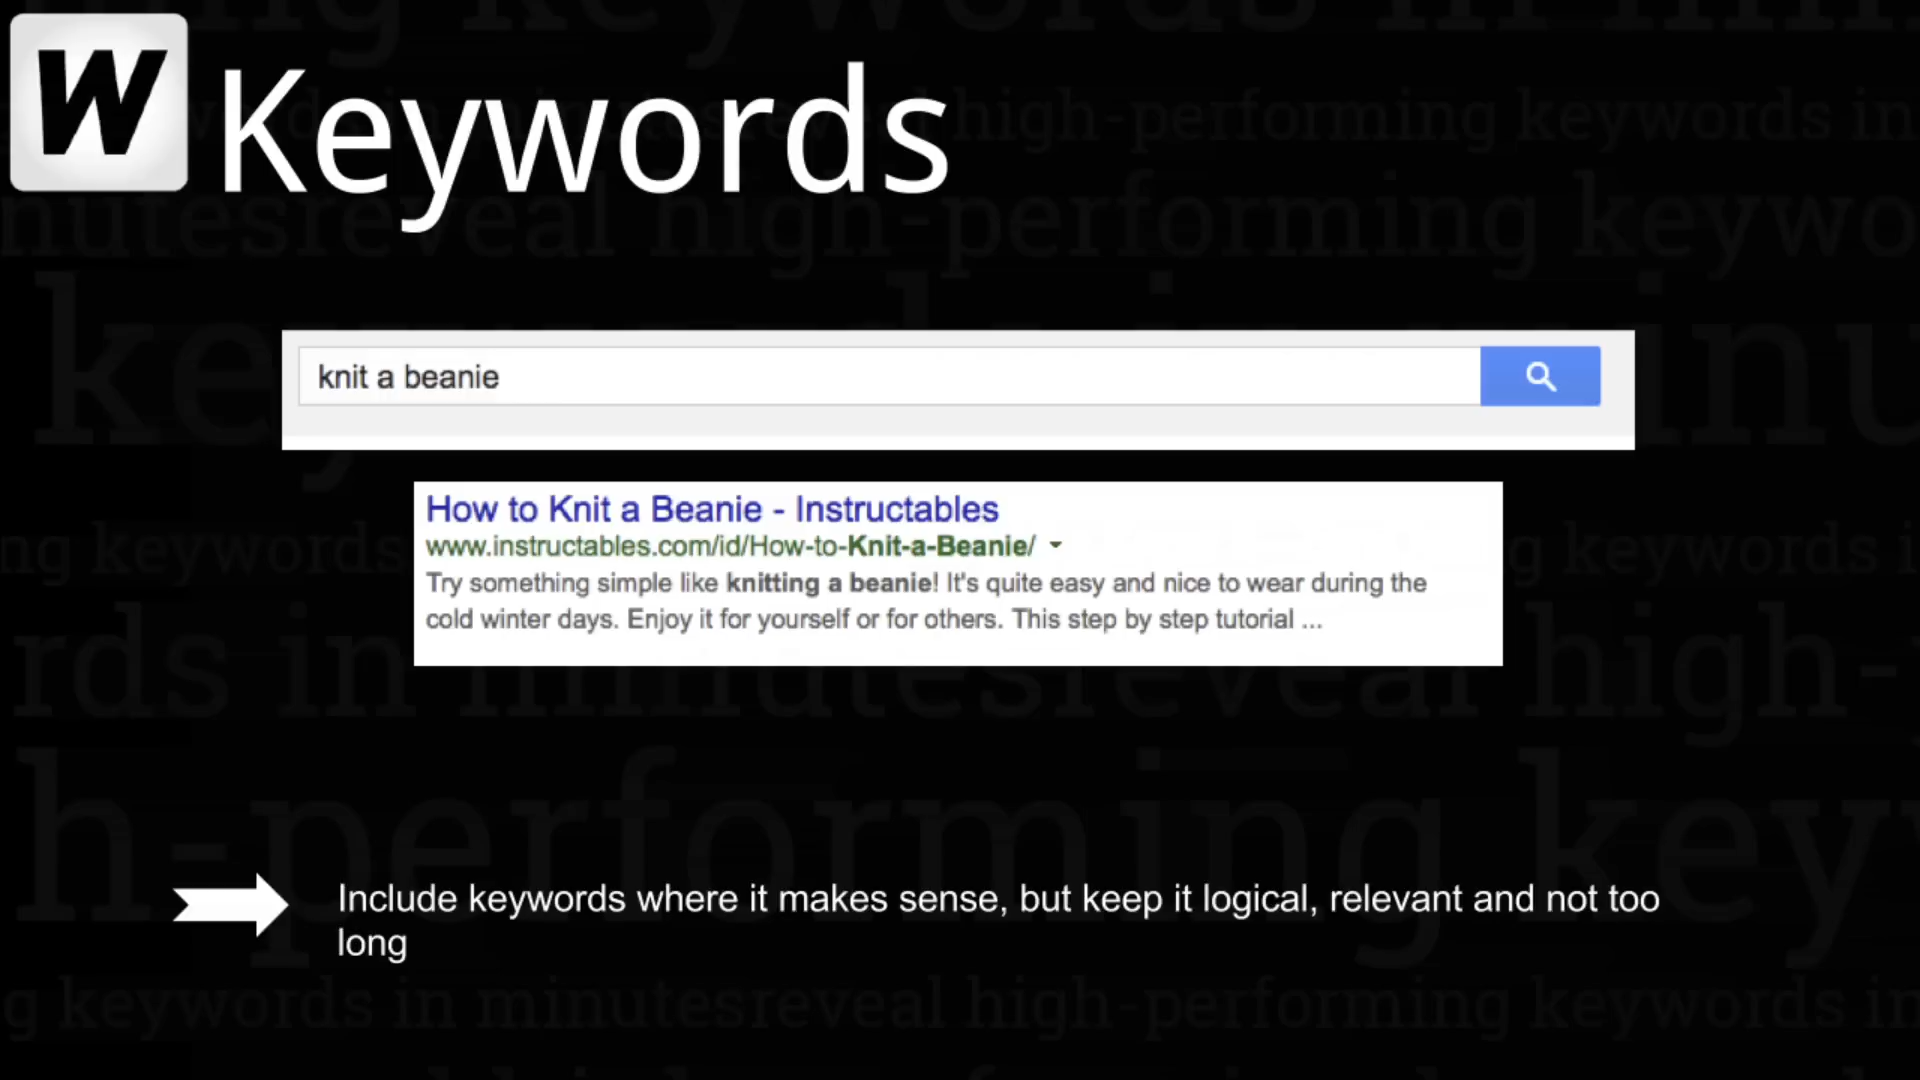 W Keywords
knit a beanie
How to Knit a Beanie - Instructables
www.instructables.com/id/How-to-Knit-a-Beanie/
Try something simple like knitting a beanie! It's quite easy and nice to wear during the
cold winter days. Enjoy it for yourself or for others. This step by step tutorial ...
Include keywords where it makes sense, but keep it logical, relevant and not too
long